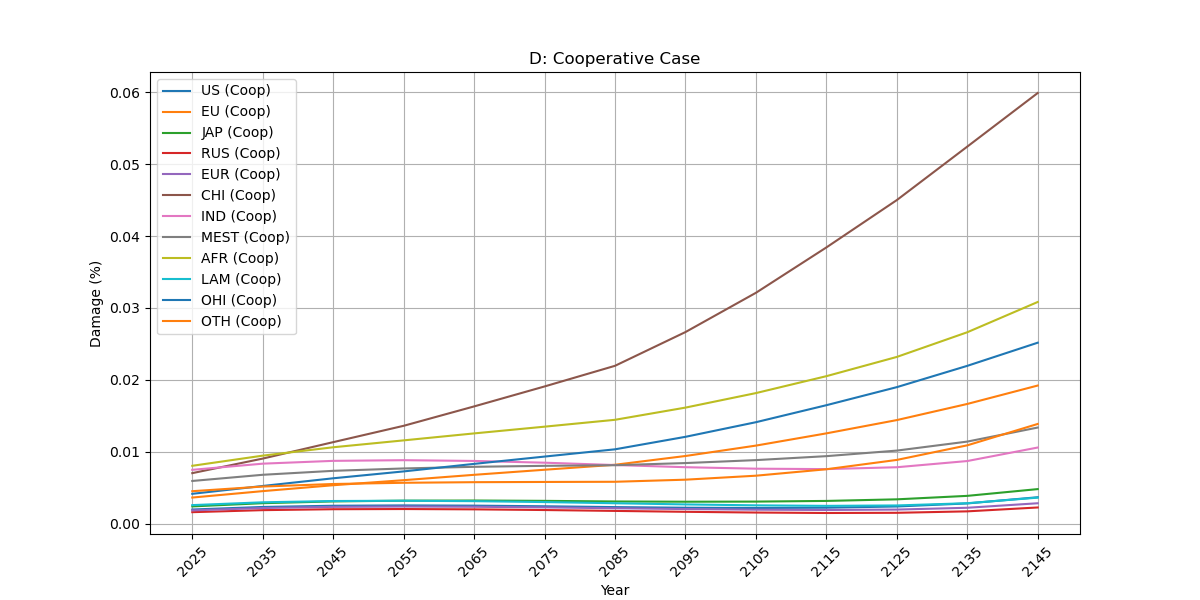 D: Cooperative Case
US (Coop)
EU (Coop)
JAP (Coop)
RUS (Coop)
EUR (Coop)
CHI (Coop)
IND (Coop)
MEST (Coop)
AFR (Coop)
LAM (Coop)
OHI (Coop)
OTH (Coop)
Damage (%)
0.06
0.05
0.04
0.03
0.02
0.01
0.00
2025
2035
2045
2055
2065
2075
2085
2095
2105
2115
2125
2135
2145
Year